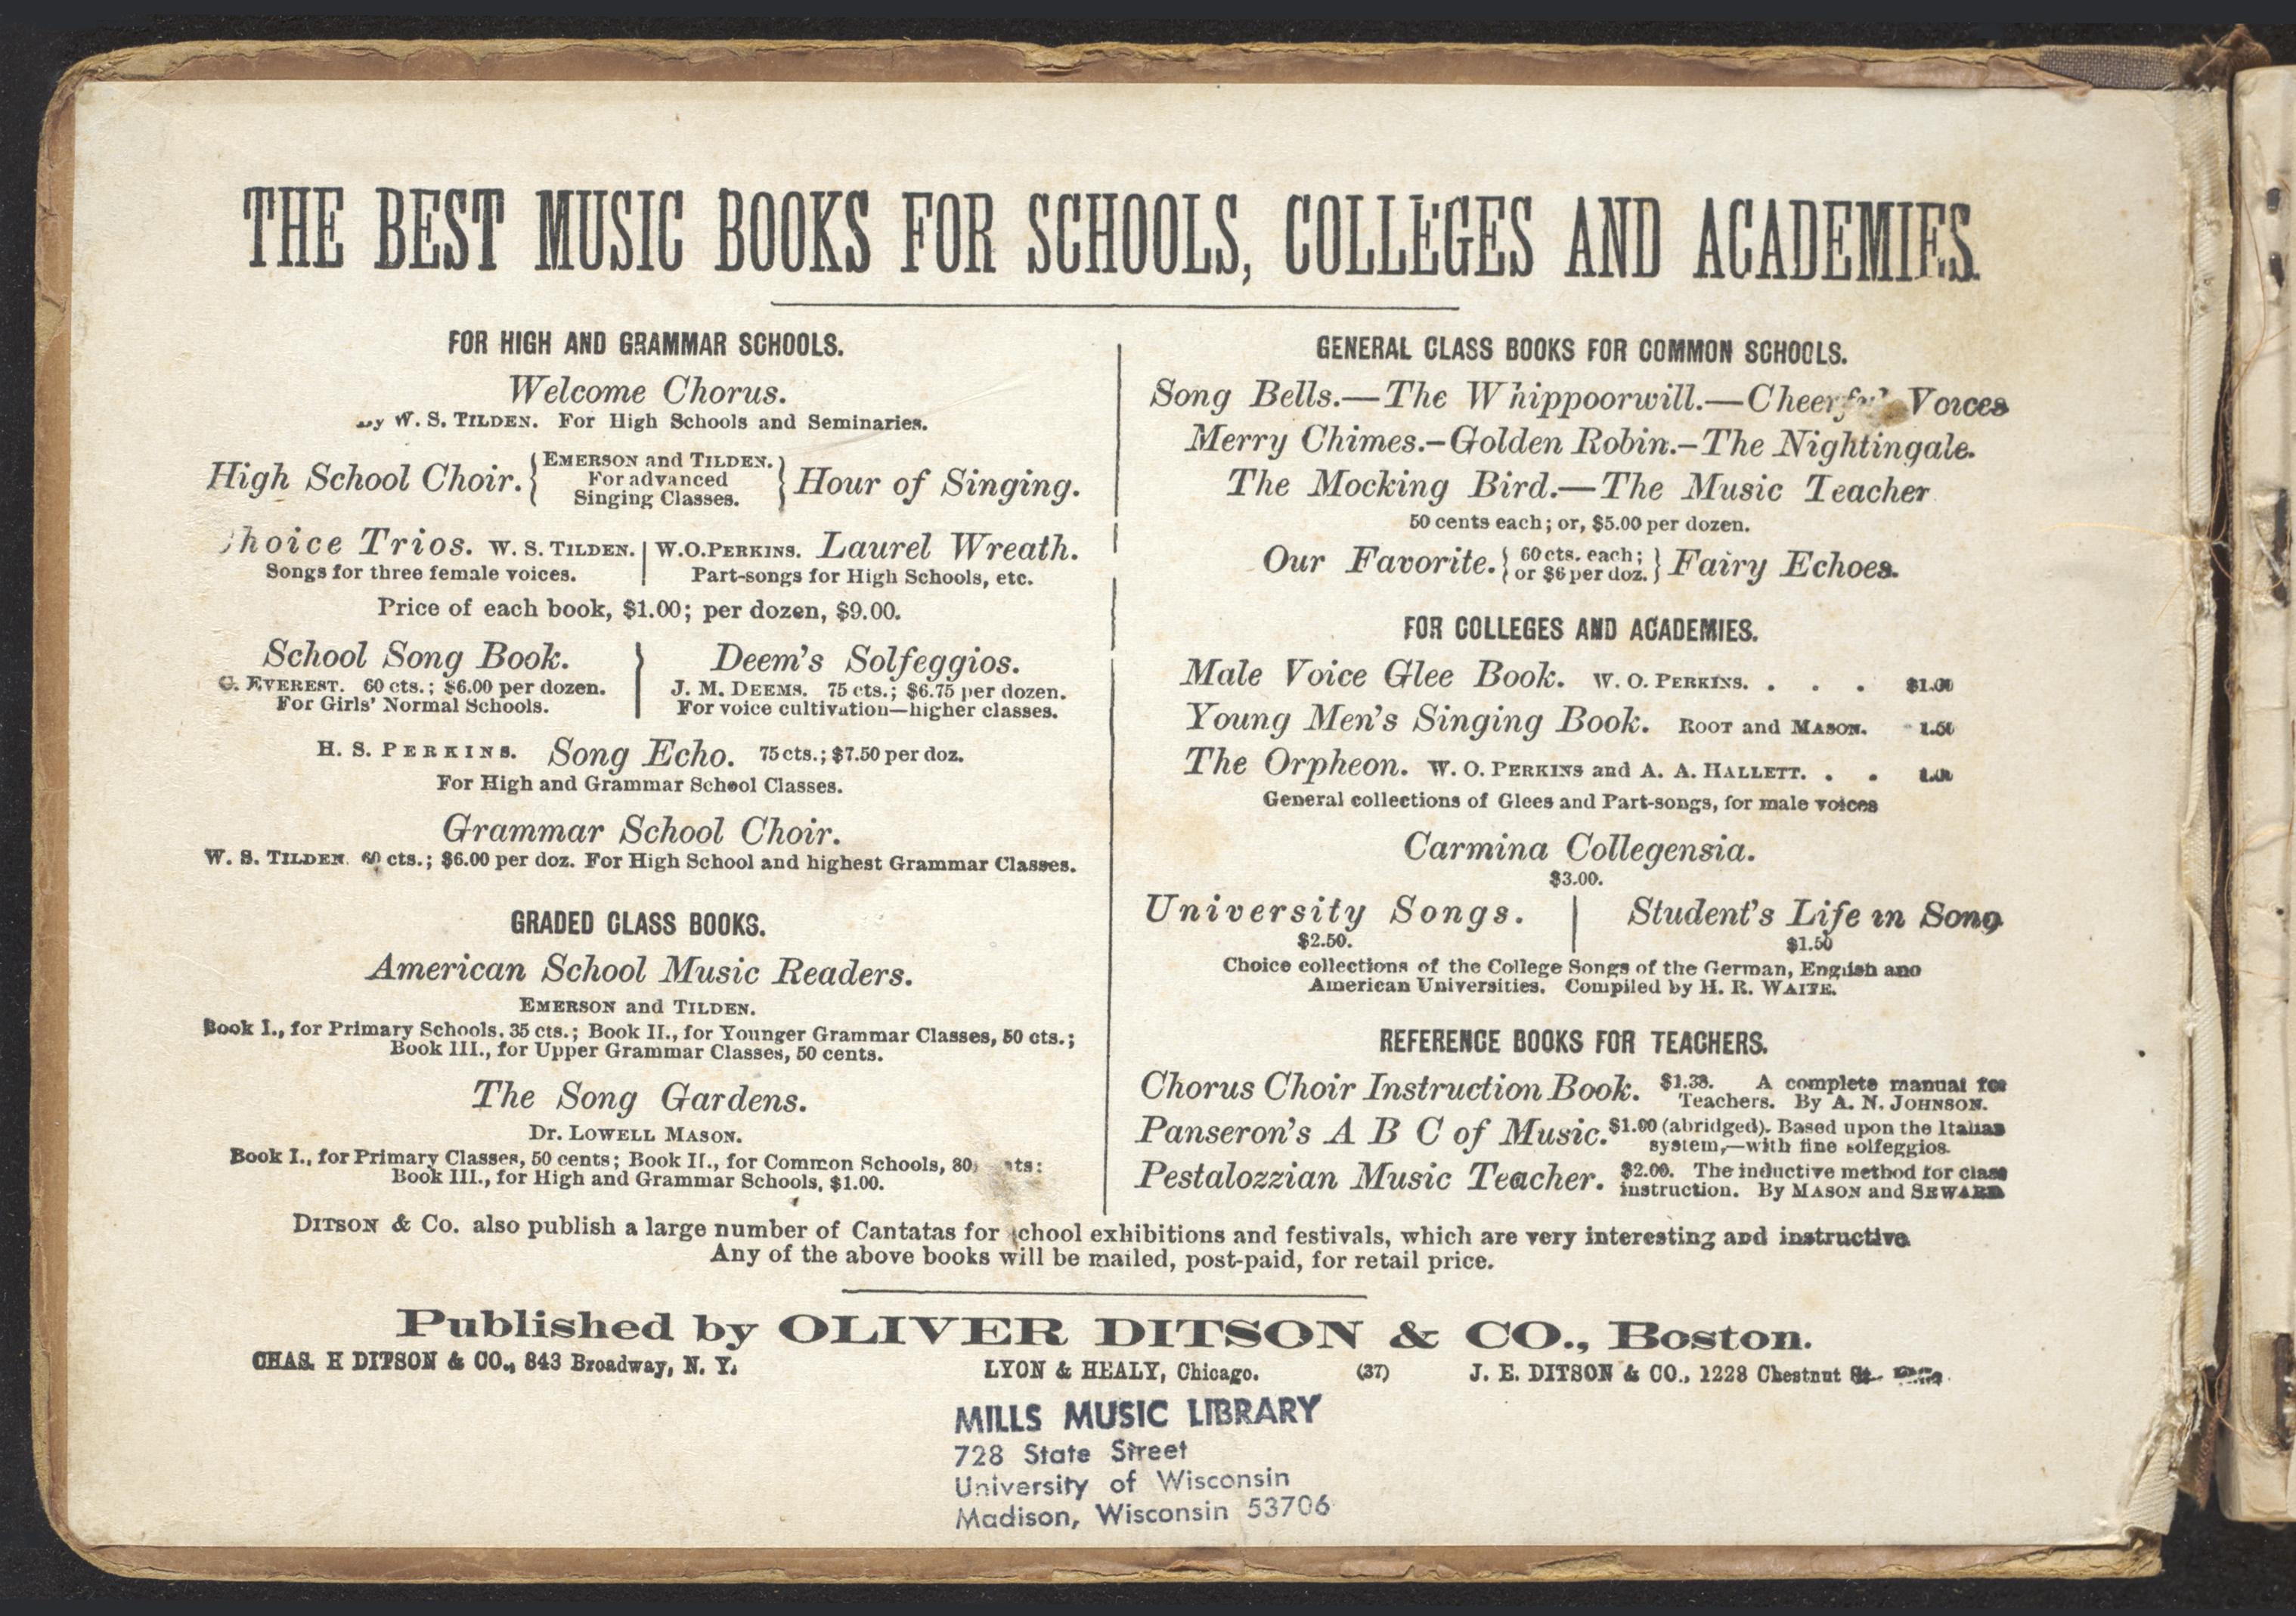 THE BEST MUSIC BOOKS FOR SCHOOLS, COLLEGES AND ACADEMIES.
FOR HIGH AND GRAMMAR SCHOOLS.
Welcome Chorus.
W. S. TILDEN. For High Schools and Seminaries.
High School Choir. { EMERSON and TILDEN. For advanced Singing Classes. } Hour of Singing.
hoice Trios. W. S. TILDEN. | W.O.PERKINS. Laurel Wreath.
Songs for three female voices. | Part-songs for High Schools, etc.
Price of each book, $1.00; per dozen, $9.00.
School Song Book. } Deem's Solfeggios.
G. EVEREST. 60 cts.; $6.00 per dozen. J. M. DEEMS. 75 cts.; $6.75 per dozen.
For Girls' Normal Schools. For voice cultivation—higher classes.
H. S. PERKINS. Song Echo. 75 cts.; $7.50 per doz.
For High and Grammar School Classes.
Grammar School Choir.
W. S. TILDEN. 60 cts.; $6.00 per doz. For High School and highest Grammar Classes.
GRADED CLASS BOOKS.
American School Music Readers.
EMERSON and TILDEN.
Book I., for Primary Schools, 35 cts.; Book II., for Younger Grammar Classes, 50 cts.;
Book III., for Upper Grammar Classes, 50 cents.
The Song Gardens.
Dr. LOWELL MASON.
Book I., for Primary Classes, 50 cents; Book II., for Common Schools, 80
Book III., for High and Grammar Schools, $1.00.
GENERAL CLASS BOOKS FOR COMMON SCHOOLS.
Song Bells.—The Whippoorwill.—Cheerful Voices
Merry Chimes.—Golden Robin.—The Nightingale.
The Mocking Bird.—The Music Teacher
50 cents each; or, $5.00 per dozen.
Our Favorite. { 60 cts. each; or $6 per doz. } Fairy Echoes.
FOR COLLEGES AND ACADEMIES.
Male Voice Glee Book. W. O. PERKINS. . . . $1.00
Young Men's Singing Book. ROOT and MASON. 1.50
The Orpheon. W. O. PERKINS and A. A. HALLETT. . .
General collections of Glees and Part-songs, for male voices
Carmina Collegensia.
$3.00.
University Songs. | Student's Life in Song
$2.50. | $1.50
Choice collections of the College Songs of the German, English and
American Universities. Compiled by H. R. WAITE.
REFERENCE BOOKS FOR TEACHERS.
Chorus Choir Instruction Book. $1.38. A complete manual for
Teachers. By A. N. JOHNSON.
Panseron's A B C of Music. $1.00 (abridged). Based upon the Italian
system,—with fine solfeggios.
Pestalozzian Music Teacher. $2.00. The inductive method for class
instruction. By MASON and SEWARD
DITSON & Co. also publish a large number of Cantatas for school exhibitions and festivals, which are very interesting and instructive
Any of the above books will be mailed, post-paid, for retail price.
Published by OLIVER DITSON & CO., Boston.
CHAS. H DITSON & CO., 843 Broadway, N. Y. LYON & HEALY, Chicago. (37) J. E. DITSON & CO., 1228 Chestnut St.
MILLS MUSIC LIBRARY
728 State Street
University of Wisconsin
Madison, Wisconsin 53706